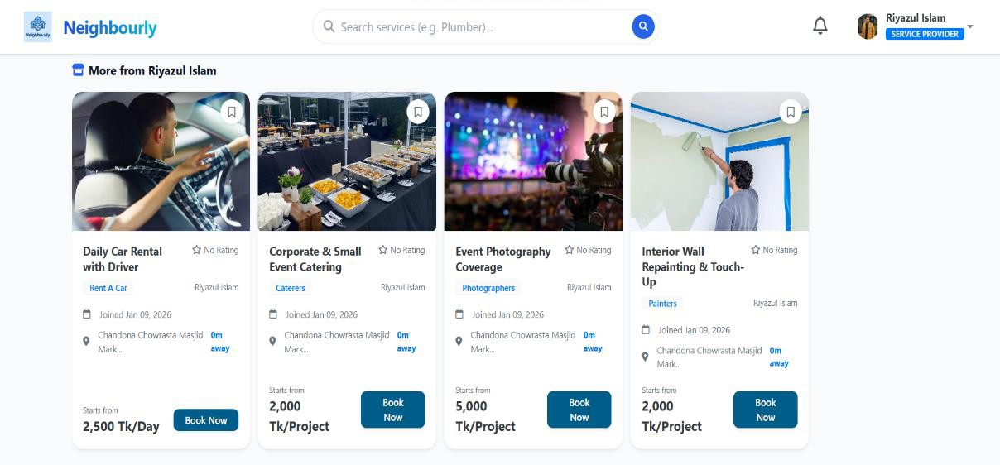 Neighbourly
Neighbourly
Search services (e.g. Plumber)...
Riyazul Islam
SERVICE PROVIDER
More from Riyazul Islam
Daily Car Rental
with Driver
No Rating
Rent A Car
Riyazul Islam
Joined Jan 09, 2026
Chandona Chowrasta Masjid
Mark...
0m
away
Starts from
2,500 Tk/Day
Book Now
Corporate & Small
Event Catering
No Rating
Caterers
Riyazul Islam
Joined Jan 09, 2026
Chandona Chowrasta Masjid
Mark...
0m
away
Starts from
2,000
Tk/Project
Book
Now
Event Photography
Coverage
No Rating
Photographers
Riyazul Islam
Joined Jan 09, 2026
Chandona Chowrasta Masjid
Mark...
0m
away
Starts from
5,000
Tk/Project
Book
Now
Interior Wall
Repainting & Touch-
Up
No Rating
Painters
Riyazul Islam
Joined Jan 09, 2026
Chandona Chowrasta Masjid
Mark...
0m
away
Starts from
2,000
Tk/Project
Book
Now